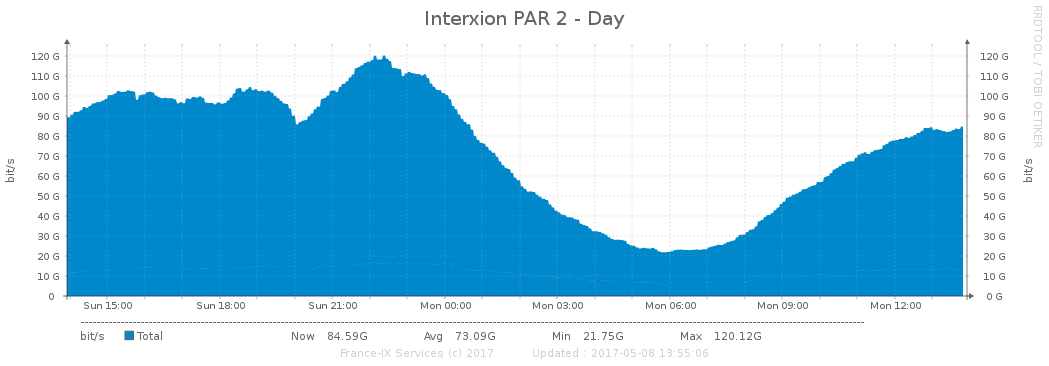 Interxion PAR 2 - Day
RRDTOOL / TOBI OETIKER
bit/s
120 G 120 G
110 G 110 G
100 G 100 G
90 G 90 G
80 G 80 G
70 G 70 G
60 G 60 G
50 G 50 G
40 G 40 G
30 G 30 G
20 G 20 G
10 G 10 G
0 0 G
bit/s
Sun 15:00 Sun 18:00 Sun 21:00 Mon 00:00 Mon 03:00 Mon 06:00 Mon 09:00 Mon 12:00
bit/s Total Now 84.59G Avg 73.09G Min 21.75G Max 120.12G
France-IX Services (c) 2017 Updated : 2017-05-08 13:55:06